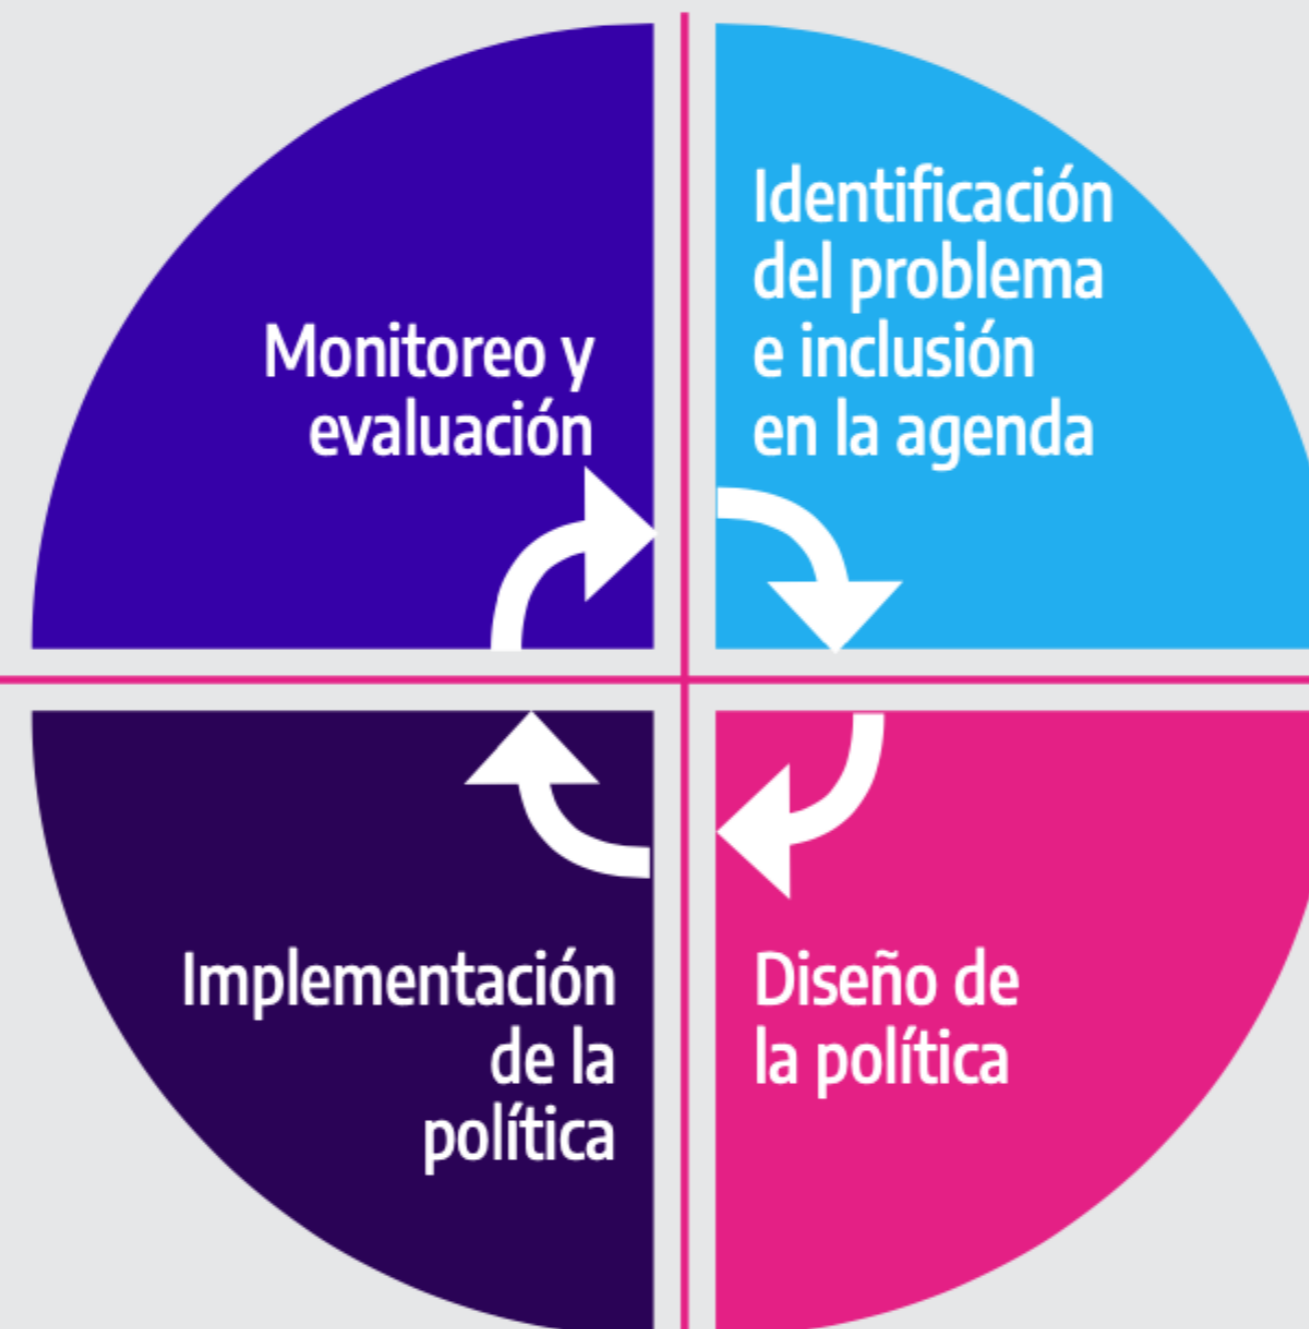 Monitoreo y
evaluación
Identificación
del problema
e inclusión
en la agenda
Implementación
de la
política
Diseño de
la política